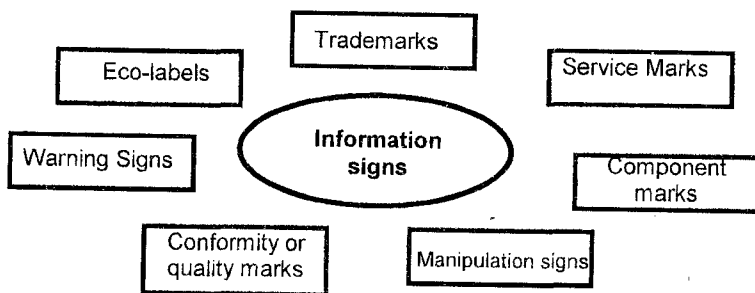 Trademarks
Eco-labels
Service Marks
Information
signs
Warning Signs
Component
marks
Conformity or
quality marks
Manipulation signs